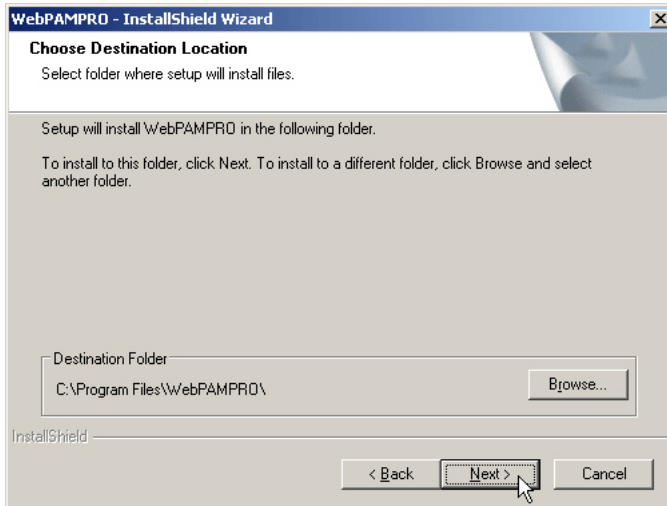 WebPAMPRO - InstallShield Wizard
Choose Destination Location
Select folder where setup will install files.
Setup will install WebPAMPRO in the following folder.
To install to this folder, click Next. To install to a different folder, click Browse and select
another folder.
Destination Folder
C:\Program Files\WebPAMPRO\
Browse...
InstallShield
< Back
Next >
Cancel